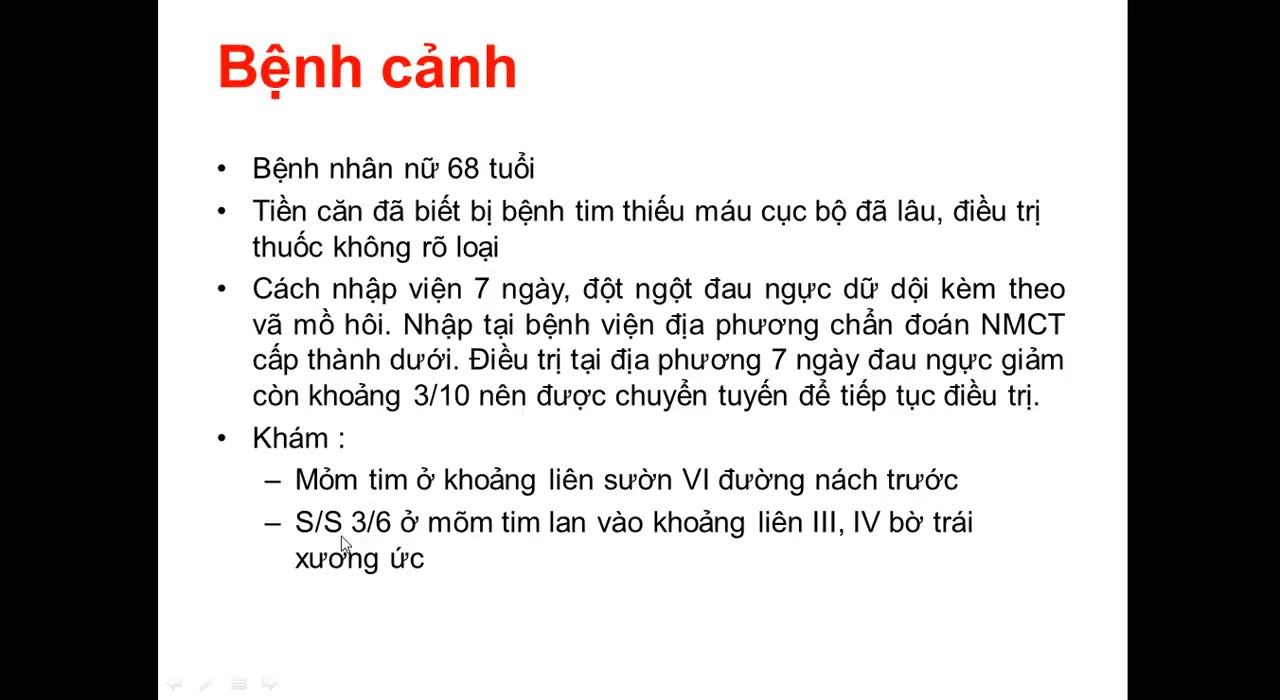 Bệnh cảnh
• Bệnh nhân nữ 68 tuổi
• Tiền căn đã biết bị bệnh tim thiếu máu cục bộ đã lâu, điều trị
thuốc không rõ loại
• Cách nhập viện 7 ngày, đột ngột đau ngực dữ dội kèm theo
vã mồ hôi. Nhập tại bệnh viện địa phương chẩn đoán NMCT
cấp thành dưới. Điều trị tại địa phương 7 ngày đau ngực giảm
còn khoảng 3/10 nên được chuyển tuyến để tiếp tục điều trị.
• Khám :
– Mỏm tim ở khoảng liên sườn VI đường nách trước
– S/S 3/6 ở mõm tim lan vào khoảng liên III, IV bờ trái
xương ức